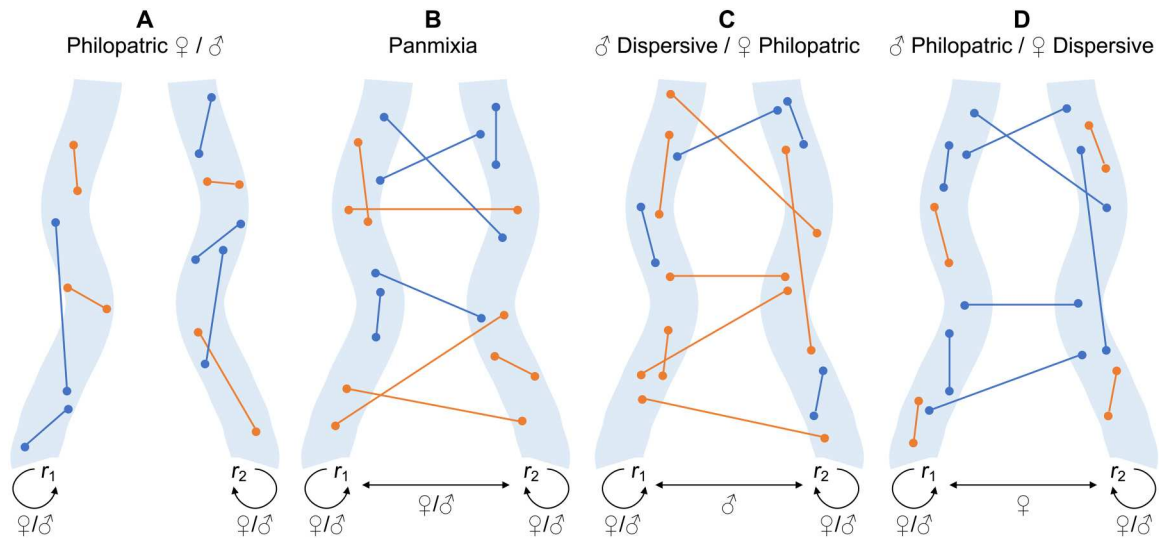 A
Philopatric ♀ / ♂
B
Panmixia
C
♂ Dispersive / ♀ Philopatric
D
♂ Philopatric / ♀ Dispersive
r1
r2
♀/♂
♀/♂
r1
r2
♀/♂
♀/♂
♀/♂
r1
r2
♀/♂
♂
♀/♂
r1
r2
♀/♂
♀
♀/♂